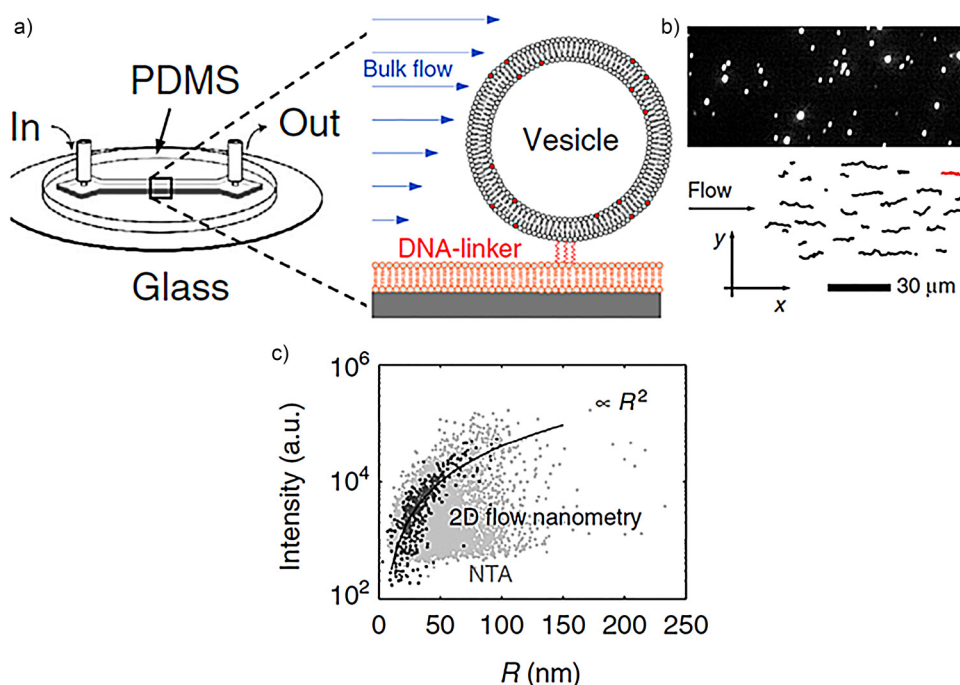 a)
PDMS
In
Out
Glass
Bulk flow
Vesicle
DNA-linker
b)
Flow
y
x
30 μm
c)
Intensity (a.u.)
10^6
10^4
10^2
∝ R^2
2D flow nanometry
NTA
0 50 100 150 200 250
R (nm)